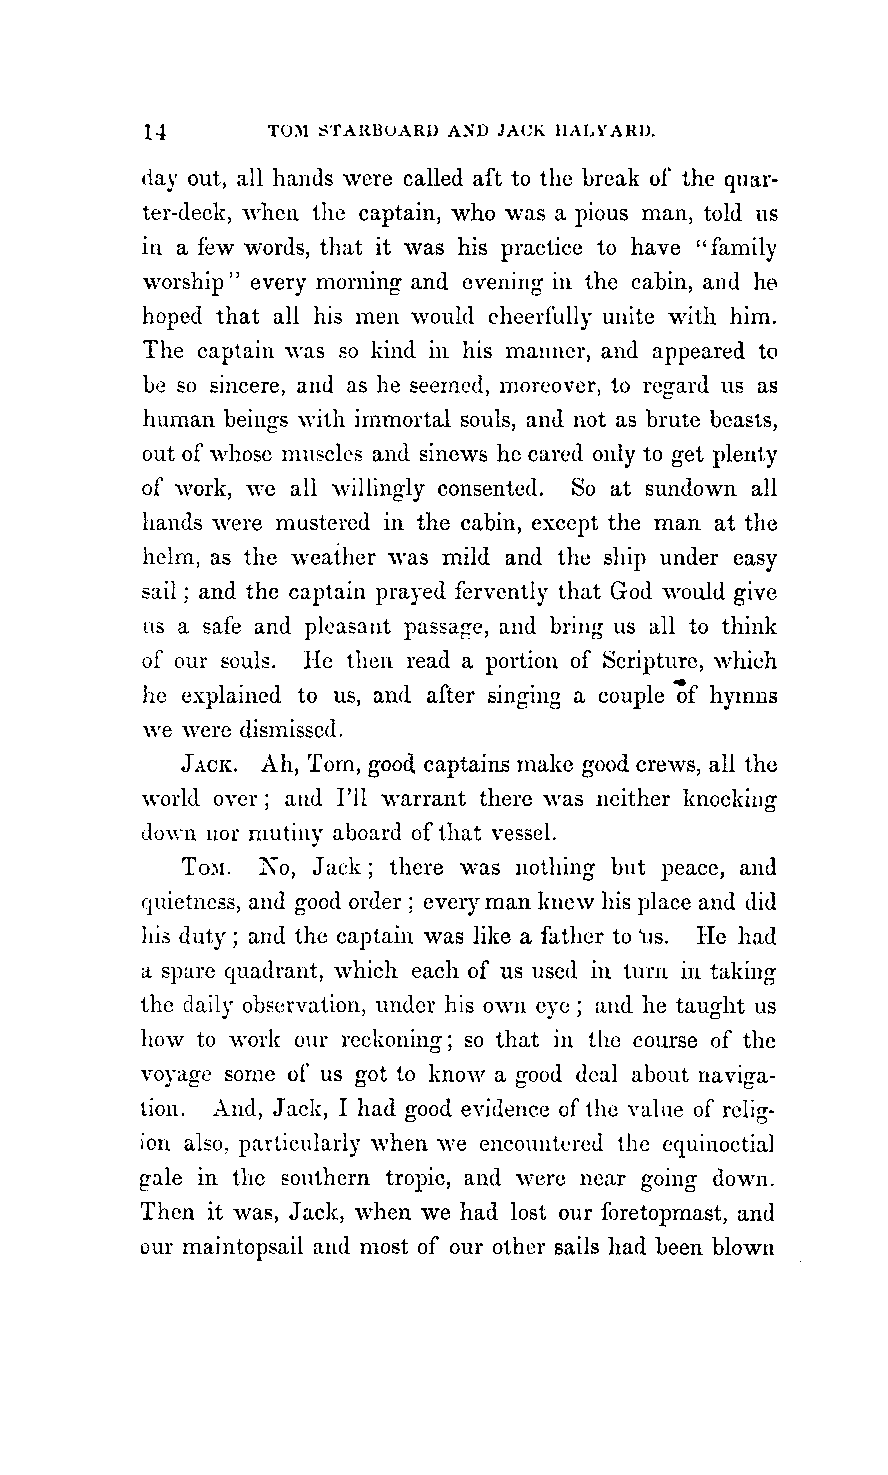 14 TOM STARBOARD AND JACK HALYARD.
day out, all hands were called aft to the break of the quar-
ter-deck, when the captain, who was a pious man, told us
in a few words, that it was his practice to have "family
worship" every morning and evening in the cabin, and he
hoped that all his men would cheerfully unite with him.
The captain was so kind in his manner, and appeared to
be so sincere, and as he seemed, moreover, to regard us as
human beings with immortal souls, and not as brute beasts,
out of whose muscles and sinews he cared only to get plenty
of work, we all willingly consented. So at sundown all
hands were mustered in the cabin, except the man at the
helm, as the weather was mild and the ship under easy
sail; and the captain prayed fervently that God would give
us a safe and pleasant passage, and bring us all to think
of our souls. He then read a portion of Scripture, which
he explained to us, and after singing a couple of hymns
we were dismissed.
JACK. Ah, Tom, good captains make good crews, all the
world over; and I'll warrant there was neither knocking
down nor mutiny aboard of that vessel.
TOM. No, Jack; there was nothing but peace, and
quietness, and good order; every man knew his place and did
his duty; and the captain was like a father to us. He had
a spare quadrant, which each of us used in turn in taking
the daily observation, under his own eye; and he taught us
how to work our reckoning; so that in the course of the
voyage some of us got to know a good deal about naviga-
tion. And, Jack, I had good evidence of the value of relig-
ion also, particularly when we encountered the equinoctial
gale in the southern tropic, and were near going down.
Then it was, Jack, when we had lost our foretopmast, and
our maintopsail and most of our other sails had been blown